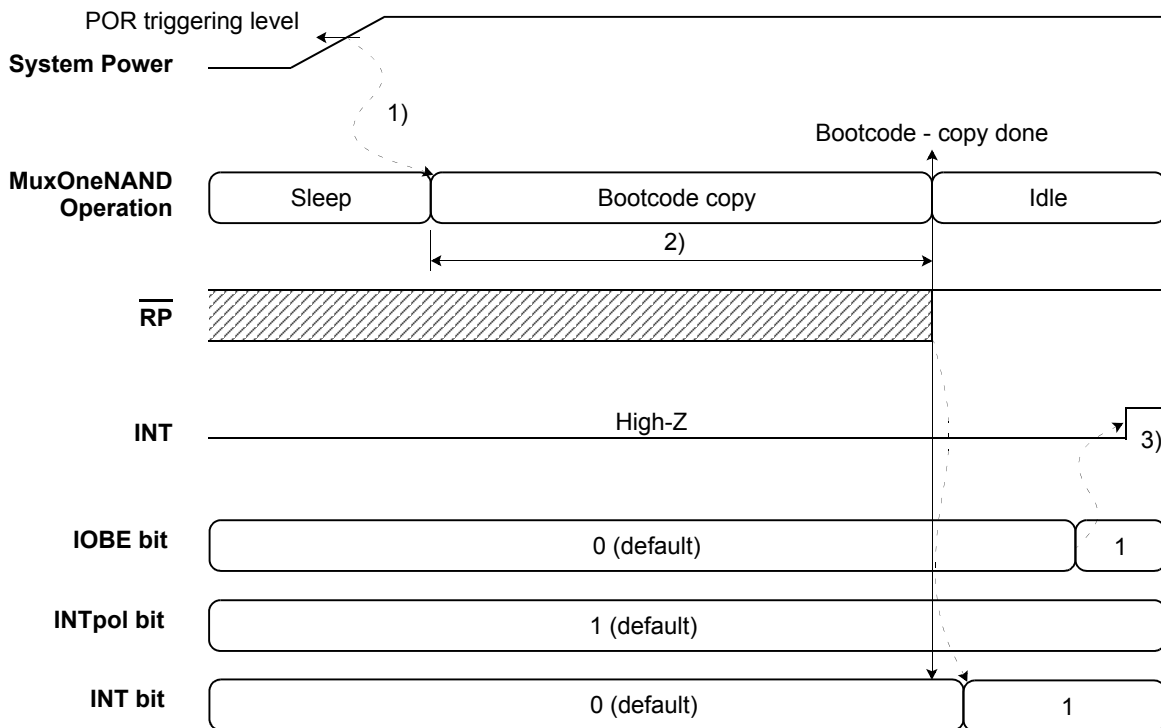 POR triggering level
System Power
1)
Bootcode - copy done
MuxOneNAND
Operation
Sleep
Bootcode copy
Idle
2)
RP
High-Z
INT
3)
IOBE bit
0 (default)
1
INTpol bit
1 (default)
INT bit
0 (default)
1